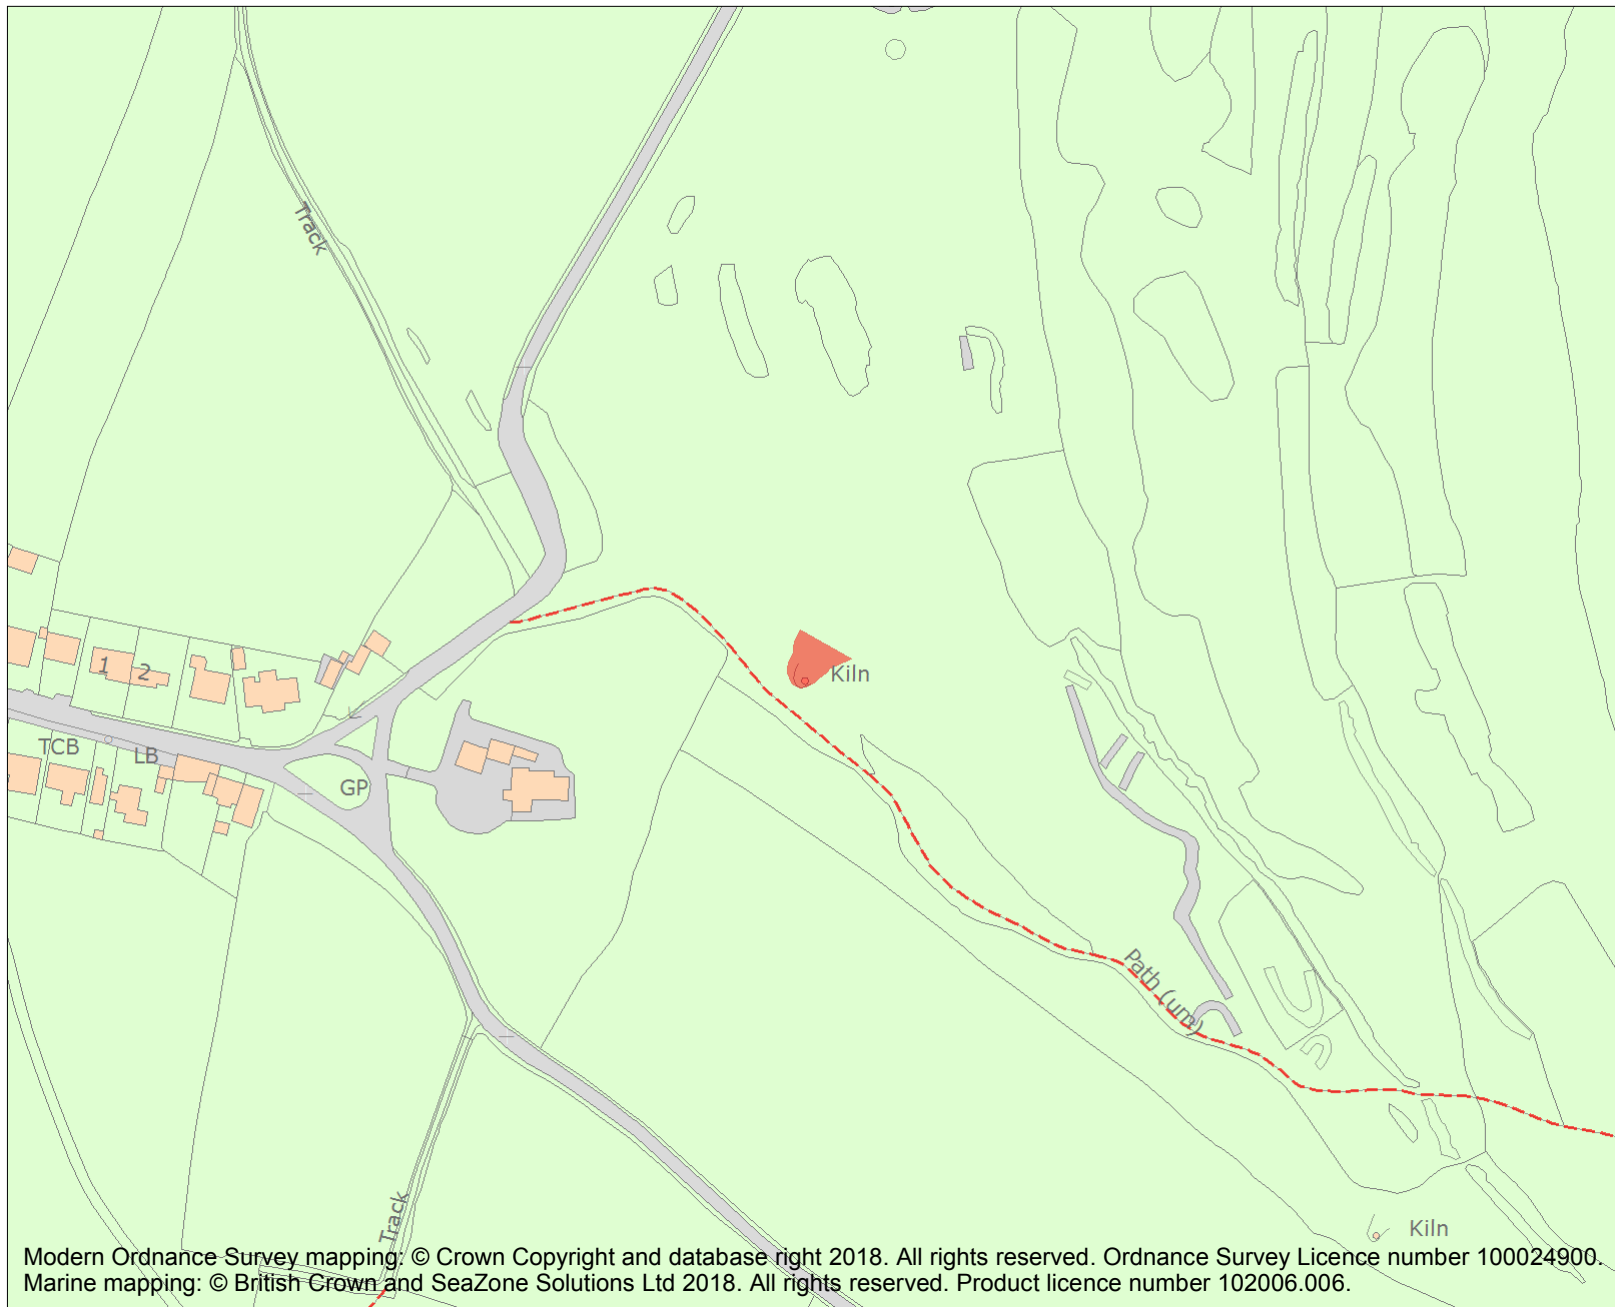 Track
Kiln
1
2
TCB
LB
GP
Path (um)
Track
Kiln
Modern Ordnance Survey mapping: © Crown Copyright and database right 2018. All rights reserved. Ordnance Survey Licence number 100024900.
Marine mapping: © British Crown and SeaZone Solutions Ltd 2018. All rights reserved. Product licence number 102006.006.